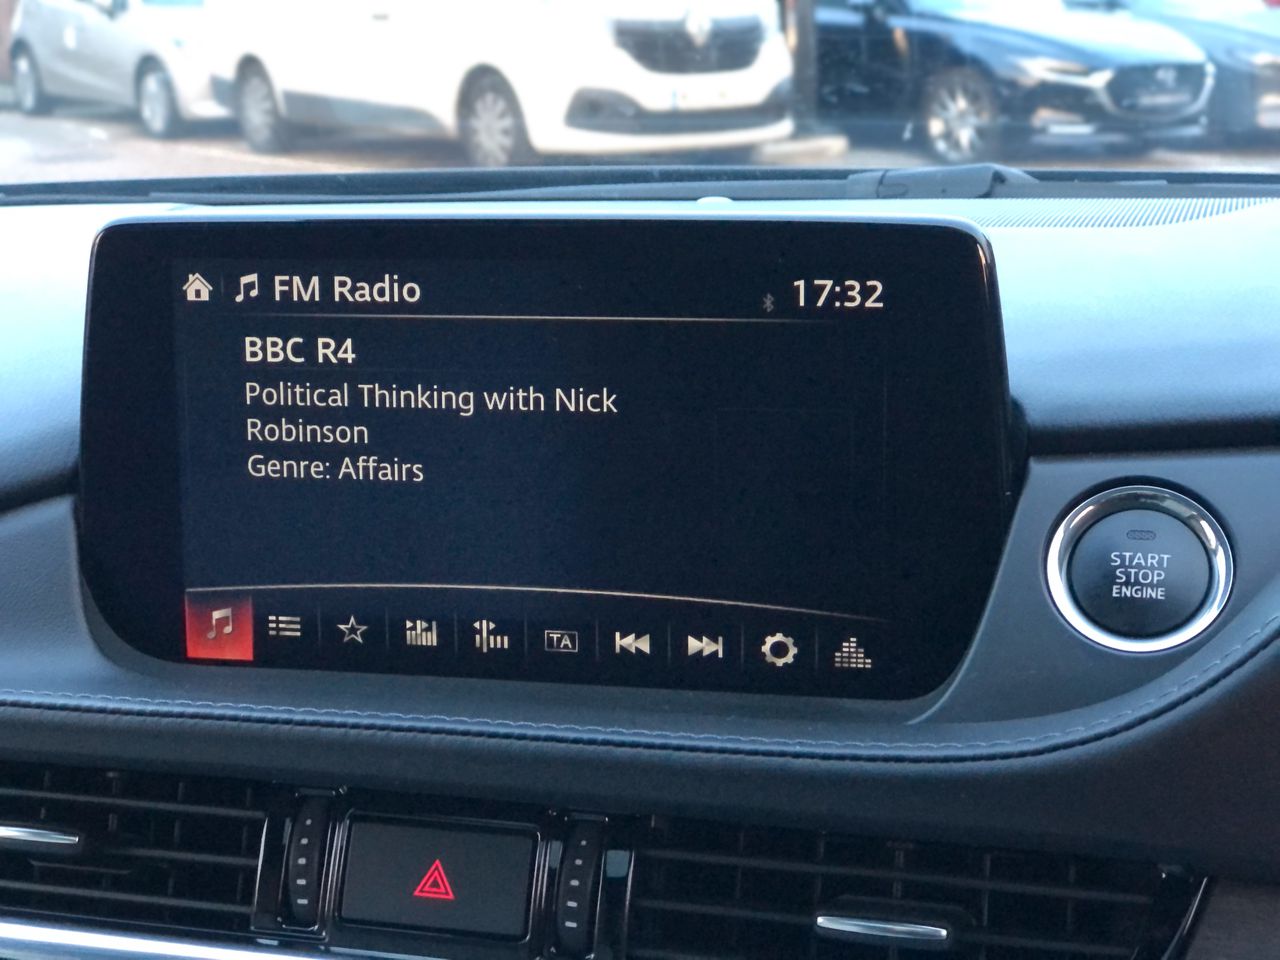 FM Radio
17:32
BBC R4
Political Thinking with Nick
Robinson
Genre: Affairs
TA
START
STOP
ENGINE